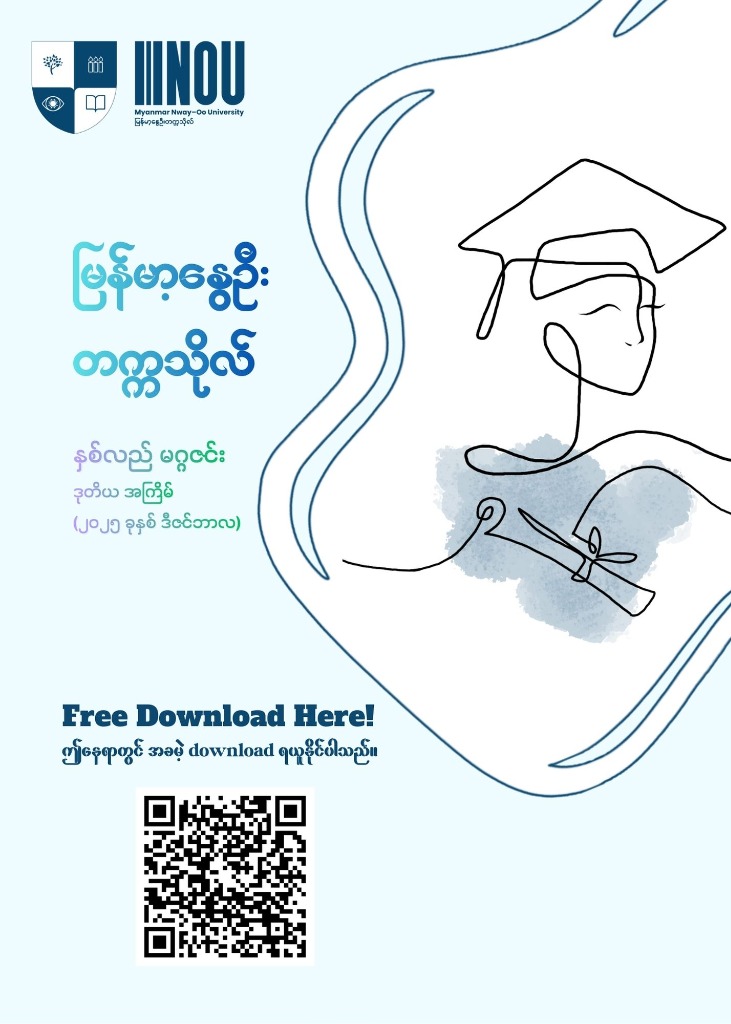 NOU
Myanmar Nway-Oo University
မြန်မာ့နွေဦးတက္ကသိုလ်
မြန်မာ့နွေဦး
တက္ကသိုလ်
နှစ်လည် မဂ္ဂဇင်း
ဒုတိယ အကြိမ်
(၂၀၂၅ ခုနှစ် ဒီဇင်ဘာလ)
Free Download Here!
ဤနေရာတွင် အခမဲ့ download ရယူနိုင်ပါသည်။